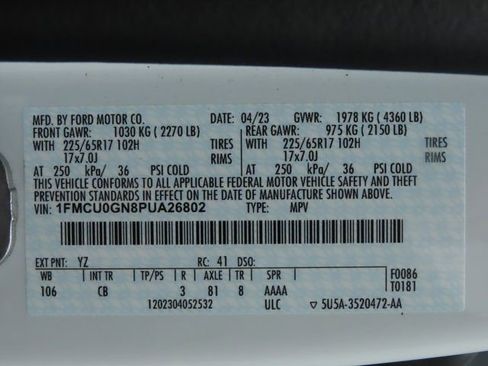 MFD. BY FORD MOTOR CO. 04/23 GVWR: 1978 KG ( 4360 LB)
FRONT GAWR: 1030 KG ( 2270 LB) REAR GAWR: 975 KG ( 2150 LB)
WITH 225/65R17 102H TIRES WITH 225/65R17 102H TIRES
17x7.0J RIMS 17x7.0J RIMS
AT 250 kPa/ 36 PSI COLD AT 250 kPa/ 36 PSI COLD
THIS VEHICLE CONFORMS TO ALL APPLICABLE FEDERAL MOTOR VEHICLE SAFETY AND THEFT
PREVENTION STANDARDS IN EFFECT ON THE DATE OF MANUFACTURE SHOWN ABOVE.
VIN: 1FMCU0GN8PUA26802 TYPE: MPV
EXT PNT: YZ RC: 41 DSO:
WB INT TR TP/PS R AXLE TR SPR F0086
106 CB 3 81 8 AAAA T0181
1202304052532 ULC ▽ 5U5A-3520472-AA